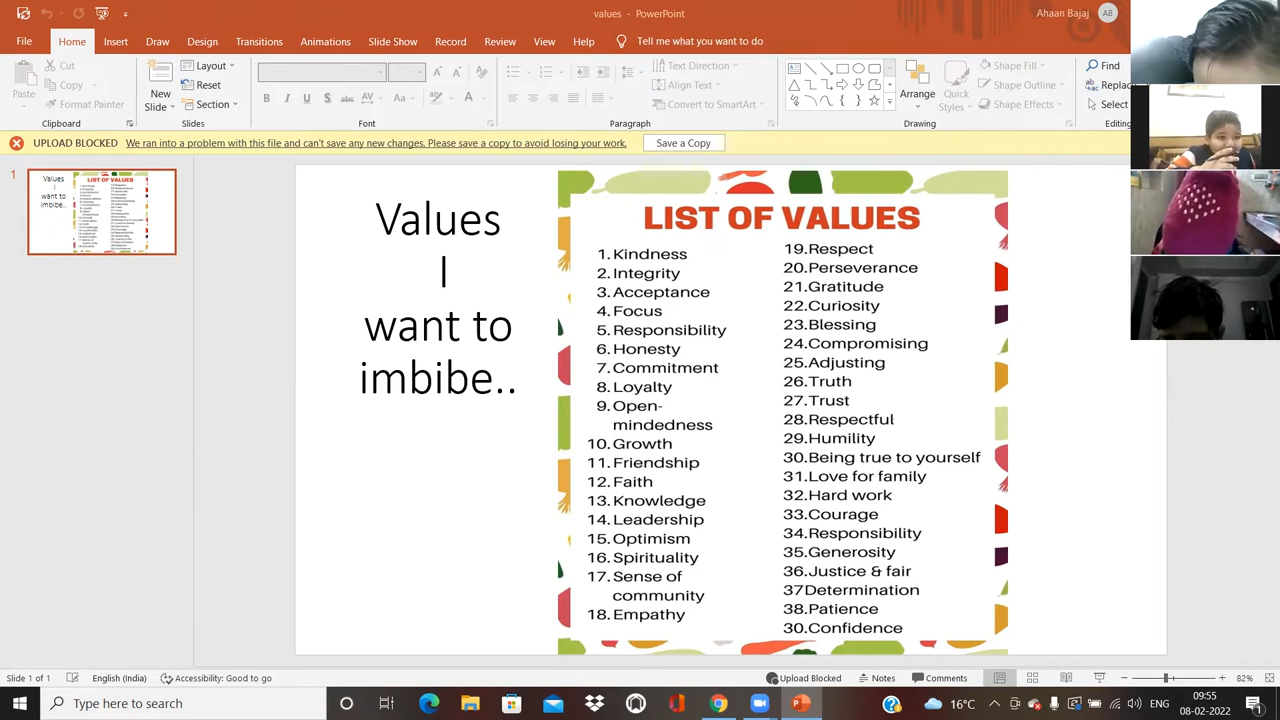 values - PowerPoint
Ahaan Bajaj
AB
File Home Insert Draw Design Transitions Animations Slide Show Record Review View Help Tell me what you want to do
Paste
Cut
Copy
Format Painter
Clipboard
New Slide
Layout
Reset
Section
Slides
Font
Text Direction
Align Text
Convert to SmartArt
Paragraph
Arrange
Quick Styles
Shape Fill
Shape Outline
Shape Effects
Drawing
Find
Replac
Select
Editing
UPLOAD BLOCKED We ran into a problem with this file and can't save any new changes. Please save a copy to avoid losing your work. Save a Copy
1
Values
I
want to
imbibe..
LIST OF VALUES
Values
I
want to
imbibe..
LIST OF VALUES
1. Kindness
2. Integrity
3. Acceptance
4. Focus
5. Responsibility
6. Honesty
7. Commitment
8. Loyalty
9. Open-
mindedness
10. Growth
11. Friendship
12. Faith
13. Knowledge
14. Leadership
15. Optimism
16. Spirituality
17. Sense of
community
18. Empathy
19.Respect
20.Perseverance
21.Gratitude
22.Curiosity
23.Blessing
24.Compromising
25.Adjusting
26.Truth
27.Trust
28.Respectful
29.Humility
30.Being true to yourself
31.Love for family
32.Hard work
33.Courage
34.Responsibility
35.Generosity
36.Justice & fair
37Determination
38.Patience
30.Confidence
Slide 1 of 1 English (India) Accessibility: Good to go Upload Blocked Notes Comments 82%
Type here to search
16°C
ENG
09:55
08-02-2022